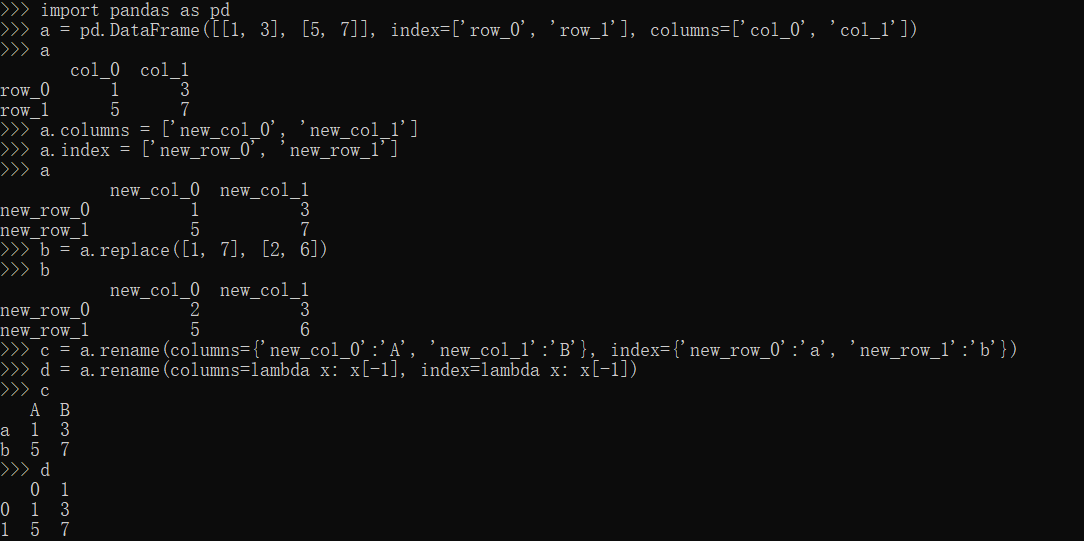 >>> import pandas as pd
>>> a = pd.DataFrame([[1, 3], [5, 7]], index=['row_0', 'row_1'], columns=['col_0', 'col_1'])
>>> a
       col_0  col_1
row_0      1      3
row_1      5      7
>>> a.columns = ['new_col_0', 'new_col_1']
>>> a.index = ['new_row_0', 'new_row_1']
>>> a
           new_col_0  new_col_1
new_row_0          1          3
new_row_1          5          7
>>> b = a.replace([1, 7], [2, 6])
>>> b
           new_col_0  new_col_1
new_row_0          2          3
new_row_1          5          6
>>> c = a.rename(columns={'new_col_0':'A', 'new_col_1':'B'}, index={'new_row_0':'a', 'new_row_1':'b'})
>>> d = a.rename(columns=lambda x: x[-1], index=lambda x: x[-1])
>>> c
   A  B
a  1  3
b  5  7
>>> d
   0  1
0  1  3
1  5  7